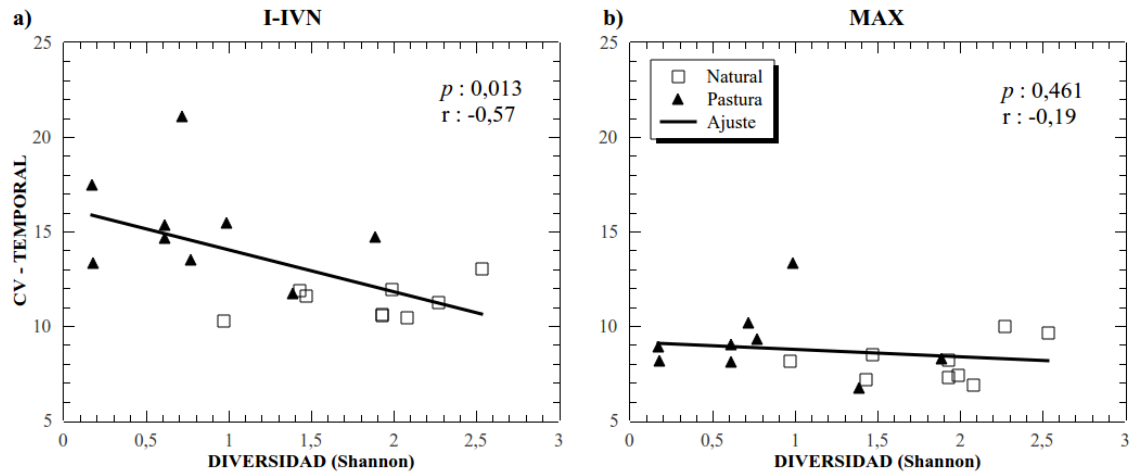 a)
I-IVN
CV - TEMPORAL
25
20
15
10
5
p : 0,013
r : -0,57
0
0,5
1
1,5
2
2,5
3
DIVERSIDAD (Shannon)
b)
MAX
25
20
15
10
5
Natural
Pastura
Ajuste
p : 0,461
r : -0,19
0
0,5
1
1,5
2
2,5
3
DIVERSIDAD (Shannon)